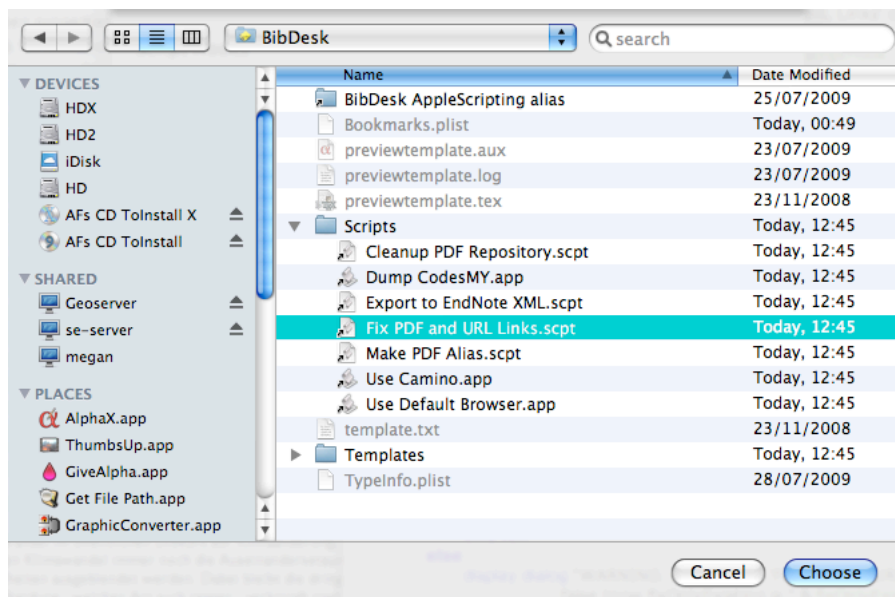 BibDesk
search
DEVICES
HDX
HD2
iDisk
HD
AFs CD ToInstall X
AFs CD ToInstall
SHARED
Geoserver
se-server
megan
PLACES
AlphaX.app
ThumbsUp.app
GiveAlpha.app
Get File Path.app
GraphicConverter.app
Name Date Modified
BibDesk AppleScripting alias 25/07/2009
Bookmarks.plist Today, 00:49
previewtemplate.aux 23/07/2009
previewtemplate.log 23/07/2009
previewtemplate.tex 23/11/2008
Scripts Today, 12:45
Cleanup PDF Repository.scpt Today, 12:45
Dump CodesMY.app Today, 12:45
Export to EndNote XML.scpt Today, 12:45
Fix PDF and URL Links.scpt Today, 12:45
Make PDF Alias.scpt Today, 12:45
Use Camino.app Today, 12:45
Use Default Browser.app Today, 12:45
template.txt 23/11/2008
Templates Today, 12:45
TypeInfo.plist 28/07/2009
Cancel Choose